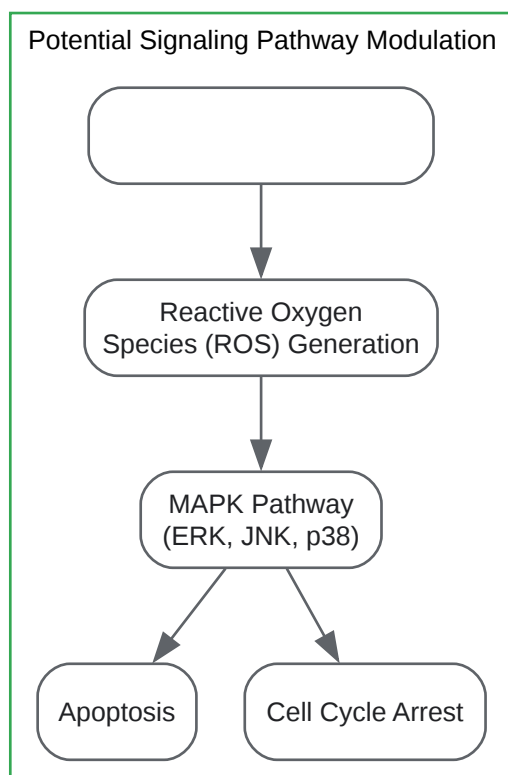 Potential Signaling Pathway Modulation
Reactive Oxygen
Species (ROS) Generation
MAPK Pathway
(ERK, JNK, p38)
Apoptosis
Cell Cycle Arrest